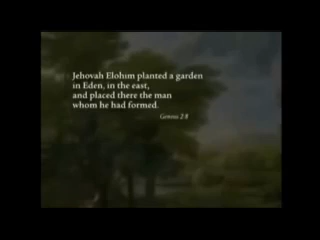 Jehovah Elohim planted a garden
in Eden, in the east,
and placed there the man
whom he had formed.
Genesis 2:8